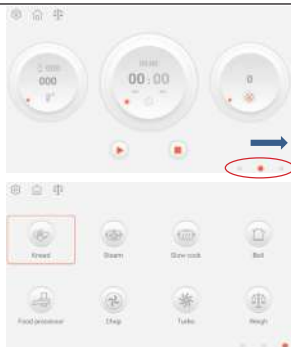 000
00:00
0
Knead
Steam
Slow cook
Boil
Food processor
Chop
Turbo
Weigh